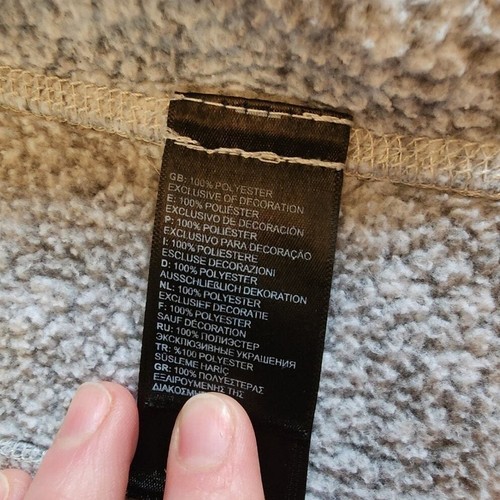 GB: 100% POLYESTER
EXCLUSIVE OF DECORATION
E: 100% POLIÉSTER
EXCLUSIVO DE DECORACIÓN
P: 100% POLIÉSTER
EXCLUSIVO PARA DECORAÇÃO
I: 100% POLIESTERE
ESCLUSE DECORAZIONI
D: 100% POLYESTER
AUSSCHLIEẞLICH DEKORATION
NL: 100% POLYESTER
EXCLUSIEF DECORATIE
F: 100% POLYESTER
SAUF DÉCORATION
RU: 100% ПОЛИЭСТЕР
ЭКСКЛЮЗИВНЫЕ УКРАШЕНИЯ
TR: %100 POLYESTER
SÜSLEME HARİÇ
GR: 100% ΠΟΛΥΕΣΤΕΡΑΣ
ΕΞΑΙΡΟΥΜΕΝΗΣ ΤΗΣ